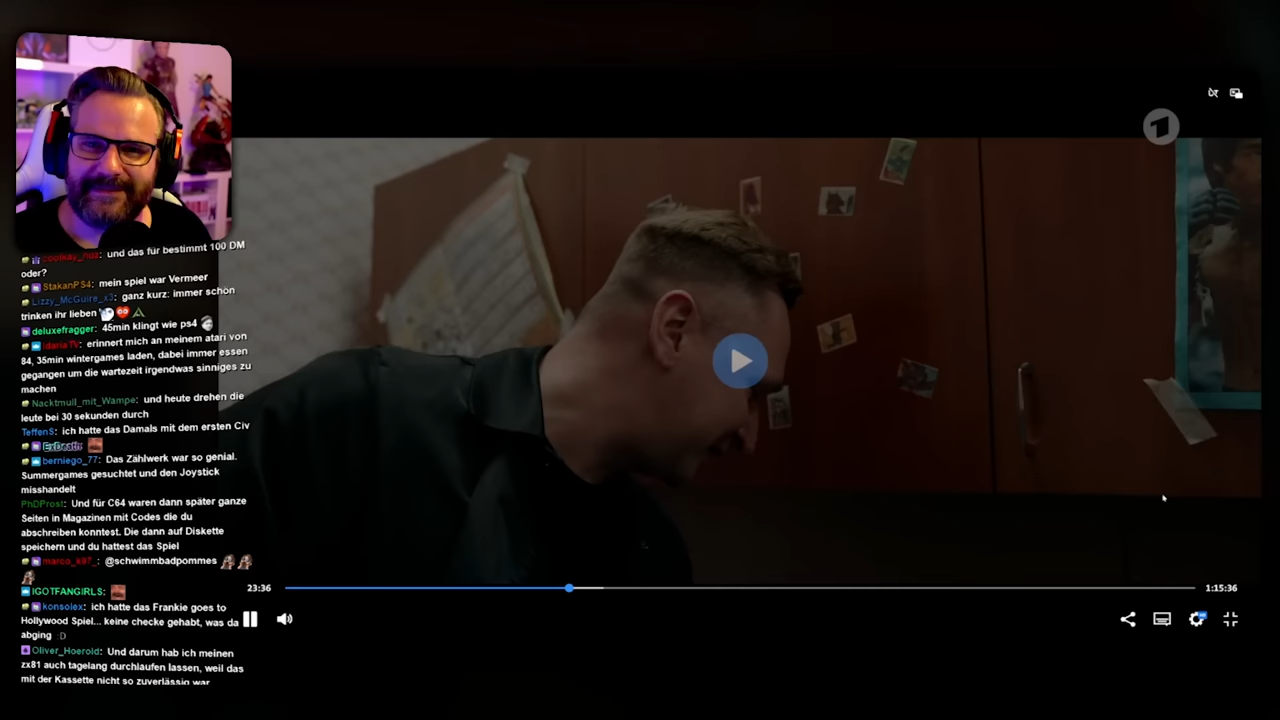 coolkay_nuz: und das für bestimmt 100 DM
oder?
StakanPS4: mein spiel war Vermeer
Lizzy_McGuire_x3: ganz kurz: immer schön
trinken ihr lieben
deluxefragger: 45min klingt wie ps4
IdariaTV: erinnert mich an meinem atari von
84, 35min wintergames laden, dabei immer essen
gegangen um die wartezeit irgendwas sinniges zu
machen
Nacktmull_mit_Wampe: und heute drehen die
leute bei 30 sekunden durch
TeffenS: ich hatte das Damals mit dem ersten Civ
ExDeath:
berniego_77: Das Zählwerk war so genial.
Summergames gesuchtet und den Joystick
misshandelt
PhDProst: Und für C64 waren dann später ganze
Seiten in Magazinen mit Codes die du
abschreiben konntest. Die dann auf Diskette
speichern und du hattest das Spiel
marco_k87_: @schwimmbadpommes
IGOTFANGIRLS:
konsolex: ich hatte das Frankie goes to
Hollywood Spiel... keine checke gehabt, was da
abging :D
Oliver_Hoerold: Und darum hab ich meinen
zx81 auch tagelang durchlaufen lassen, weil das
mit der Kassette nicht so zuverlässig war
23:36
1:15:36